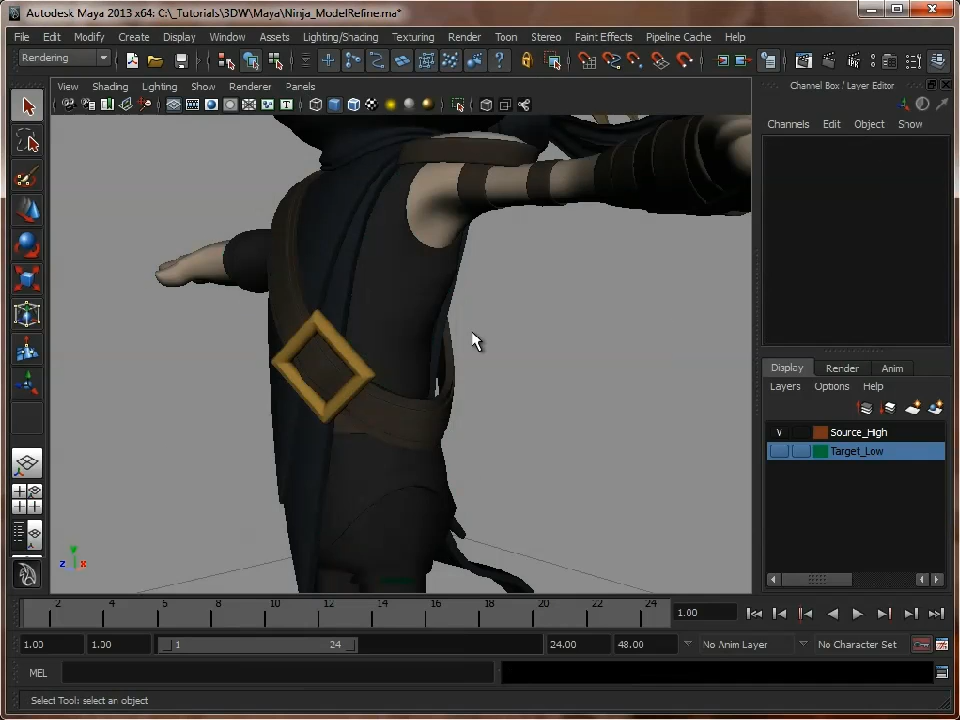 Autodesk Maya 2013 x64: C:\_Tutorials\3DW\Maya\Ninja_ModelRefine.ma*
File Edit Modify Create Display Window Assets Lighting/Shading Texturing Render Toon Stereo Paint Effects Pipeline Cache Help
Rendering
Channel Box / Layer Editor
View Shading Lighting Show Renderer Panels
Channels Edit Object Show
Display Render Anim
Layers Options Help
V Source_High
Target_Low
z y x
2 4 5 8 10 12 14 16 18 20 22 24
1.00
1.00 1.00 1 24 24.00 48.00 No Anim Layer No Character Set
MEL
Select Tool: select an object